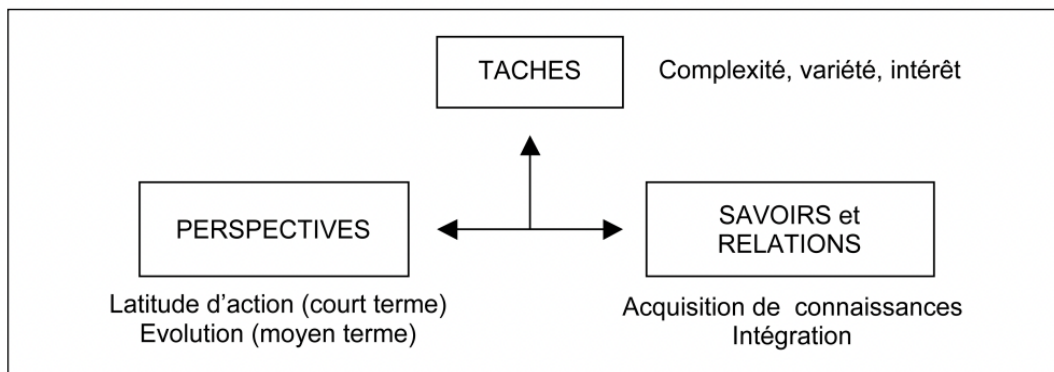 TACHES
Complexité, variété, intérêt
PERSPECTIVES
SAVOIRS et
RELATIONS
Latitude d'action (court terme)
Evolution (moyen terme)
Acquisition de connaissances
Intégration